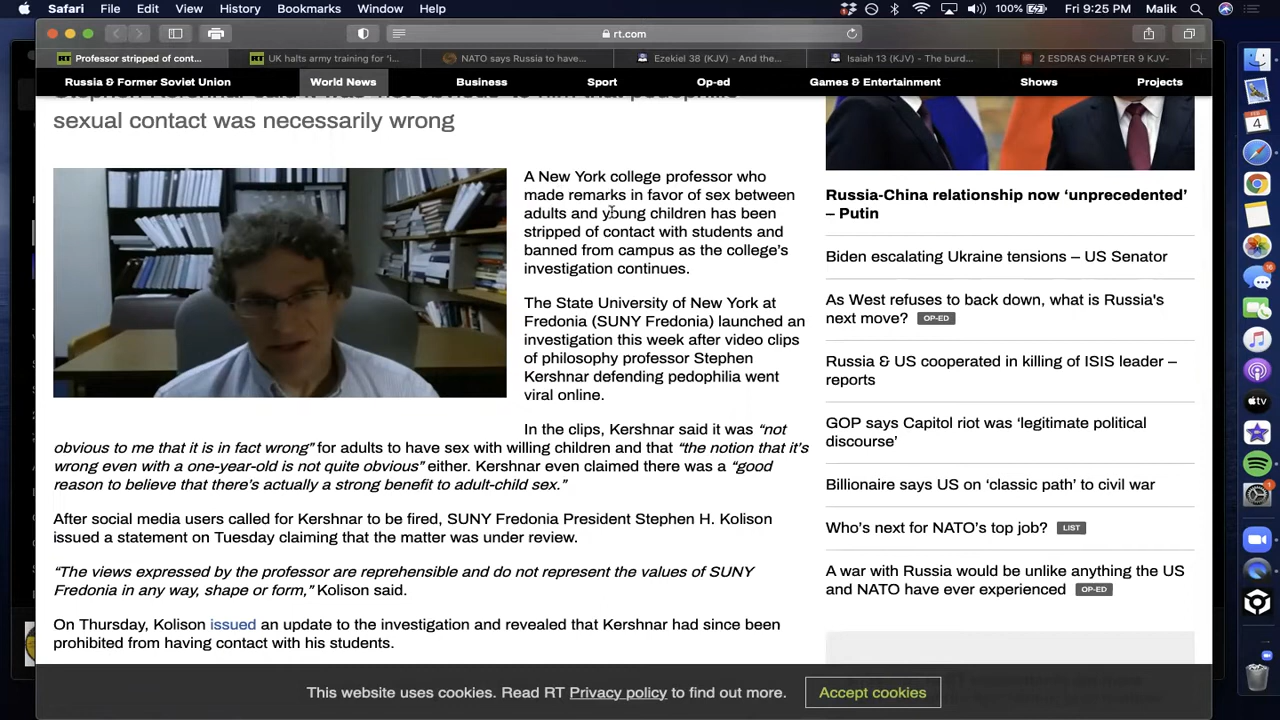 Safari File Edit View History Bookmarks Window Help 100% Fri 9:25 PM Malik
rt.com
Professor stripped of cont... UK halts army training for 'i... NATO says Russia to have... Ezekiel 38 (KJV) - And the... Isaiah 13 (KJV) - The burd... 2 ESDRAS CHAPTER 9 KJV-
Russia & Former Soviet Union World News Business Sport Op-ed Games & Entertainment Shows Projects
Stephen Kershnar said it was 'not obvious' to him that pedophilic
sexual contact was necessarily wrong
A New York college professor who
made remarks in favor of sex between
adults and young children has been
stripped of contact with students and
banned from campus as the college's
investigation continues.
The State University of New York at
Fredonia (SUNY Fredonia) launched an
investigation this week after video clips
of philosophy professor Stephen
Kershnar defending pedophilia went
viral online.
In the clips, Kershnar said it was "not
obvious to me that it is in fact wrong" for adults to have sex with willing children and that "the notion that it's
wrong even with a one-year-old is not quite obvious" either. Kershnar even claimed there was a "good
reason to believe that there's actually a strong benefit to adult-child sex."
After social media users called for Kershnar to be fired, SUNY Fredonia President Stephen H. Kolison
issued a statement on Tuesday claiming that the matter was under review.
"The views expressed by the professor are reprehensible and do not represent the values of SUNY
Fredonia in any way, shape or form," Kolison said.
On Thursday, Kolison issued an update to the investigation and revealed that Kershnar had since been
prohibited from having contact with his students.
Russia-China relationship now 'unprecedented'
– Putin
Biden escalating Ukraine tensions – US Senator
As West refuses to back down, what is Russia's
next move? OP-ED
Russia & US cooperated in killing of ISIS leader –
reports
GOP says Capitol riot was 'legitimate political
discourse'
Billionaire says US on 'classic path' to civil war
Who's next for NATO's top job? LIST
A war with Russia would be unlike anything the US
and NATO have ever experienced OP-ED
This website uses cookies. Read RT Privacy policy to find out more. Accept cookies
FEB
4
16
tv
1